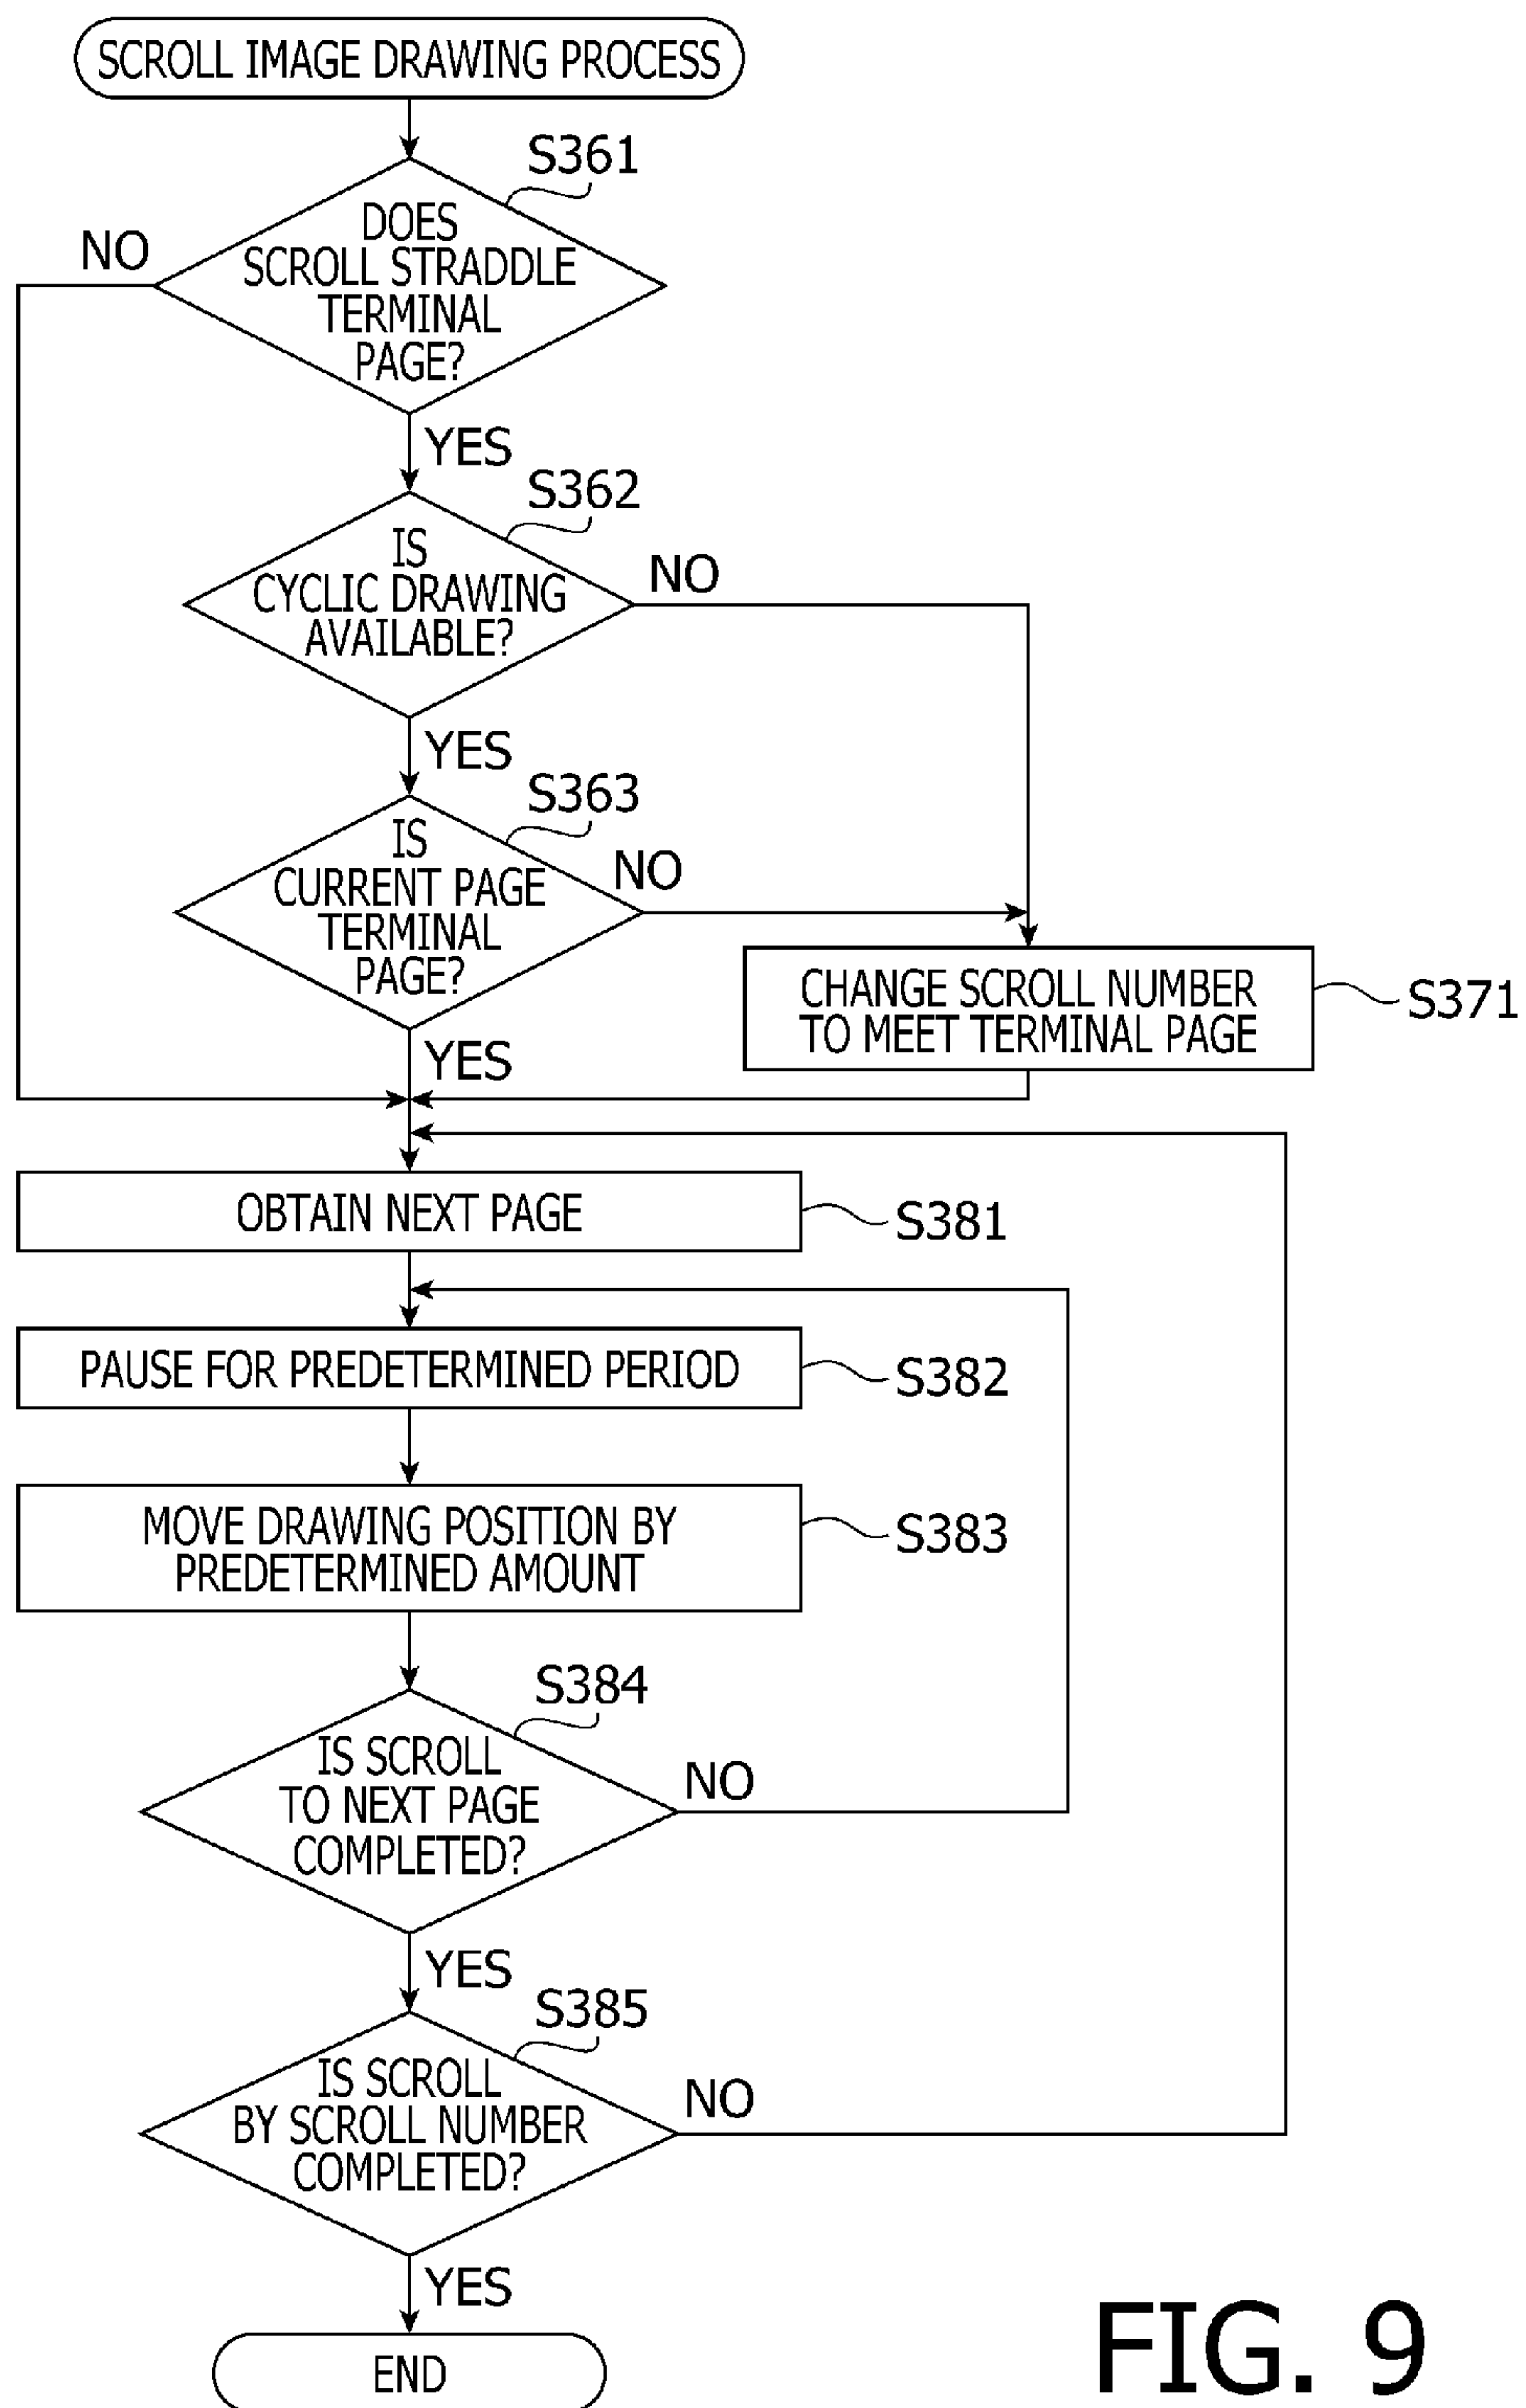 SCROLL IMAGE DRAWING PROCESS
S361
DOES
SCROLL STRADDLE
TERMINAL
PAGE?
NO
YES
S362
IS
CYCLIC DRAWING
AVAILABLE?
NO
YES
S363
IS
CURRENT PAGE
TERMINAL
PAGE?
NO
YES
CHANGE SCROLL NUMBER
TO MEET TERMINAL PAGE
S371
OBTAIN NEXT PAGE
S381
PAUSE FOR PREDETERMINED PERIOD
S382
MOVE DRAWING POSITION BY
PREDETERMINED AMOUNT
S383
S384
IS SCROLL
TO NEXT PAGE
COMPLETED?
NO
YES
S385
IS SCROLL
BY SCROLL NUMBER
COMPLETED?
NO
YES
END
FIG. 9